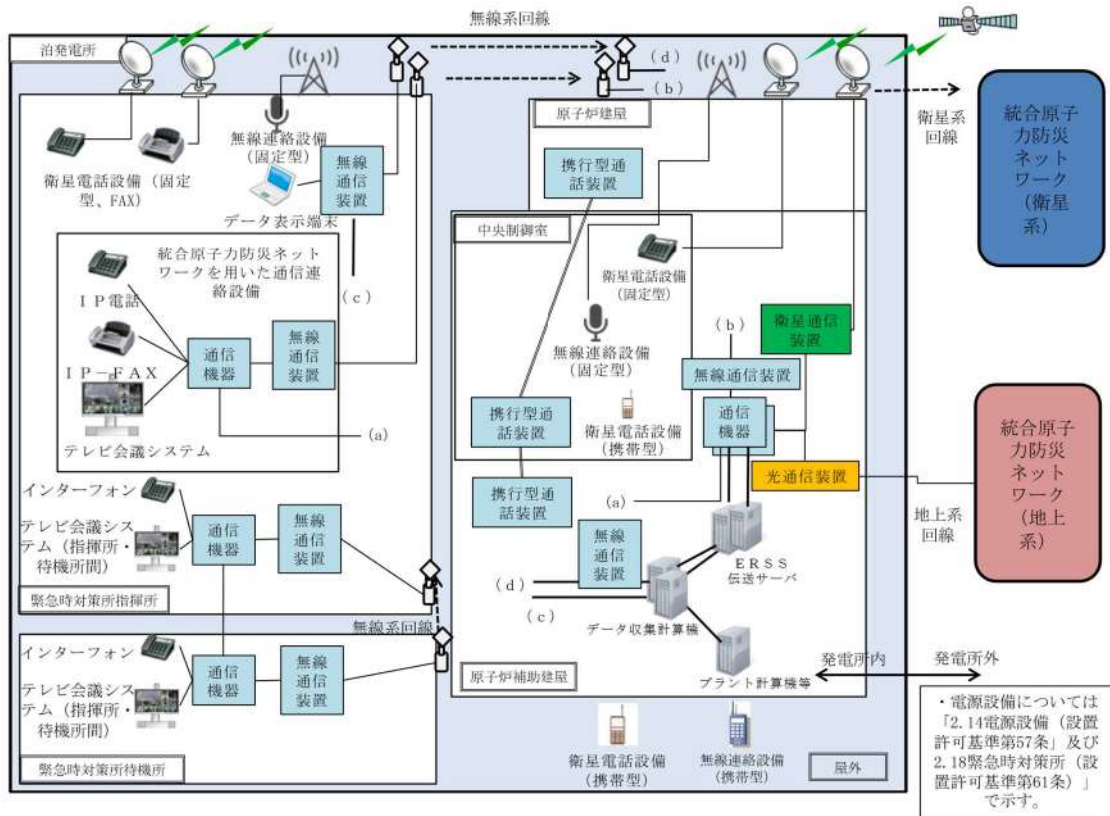 無線系回線
泊発電所
(d)
(b)
原子炉建屋
衛星系
回線
統合原子
力防災
ネット
ワーク
(衛星
系)
無線連絡設備
(固定型)
無線
通信
装置
衛星電話設備(固定
型、FAX)
データ表示端末
携行型通
話装置
中央制御室
統合原子力防災ネット
ワークを用いた通信連
絡設備
(c)
衛星電話設備
(固定型)
IP電話
通信
機器
無線
通信
装置
IP-FAX
(a)
テレビ会議システム
(b)
衛星通信
装置
無線連絡設備
(固定型)
無線通信装置
携行型通
話装置
衛星電話設備
(携帯型)
通信
機器
統合原子
力防災
ネット
ワーク
(地上
系)
光通信装置
地上系
回線
インターフォン
テレビ会議シス
テム(指揮所・
待機所間)
通信
機器
無線
通信
装置
緊急時対策所指揮所
携行型通
話装置
(a)
無線
通信
装置
ERSS
伝送サーバ
(d)
(c)
データ収集計算機
無線系回線
インターフォン
テレビ会議シス
テム(指揮所・
待機所間)
通信
機器
無線
通信
装置
緊急時対策所待機所
プラント計算機等
原子炉補助建屋
発電所内
発電所外
衛星電話設備
(携帯型)
無線連絡設備
(携帯型)
屋外
・電源設備については
「2.14電源設備(設置
許可基準第57条」及び
2.18緊急時対策所(設
置許可基準第61条)」
で示す。